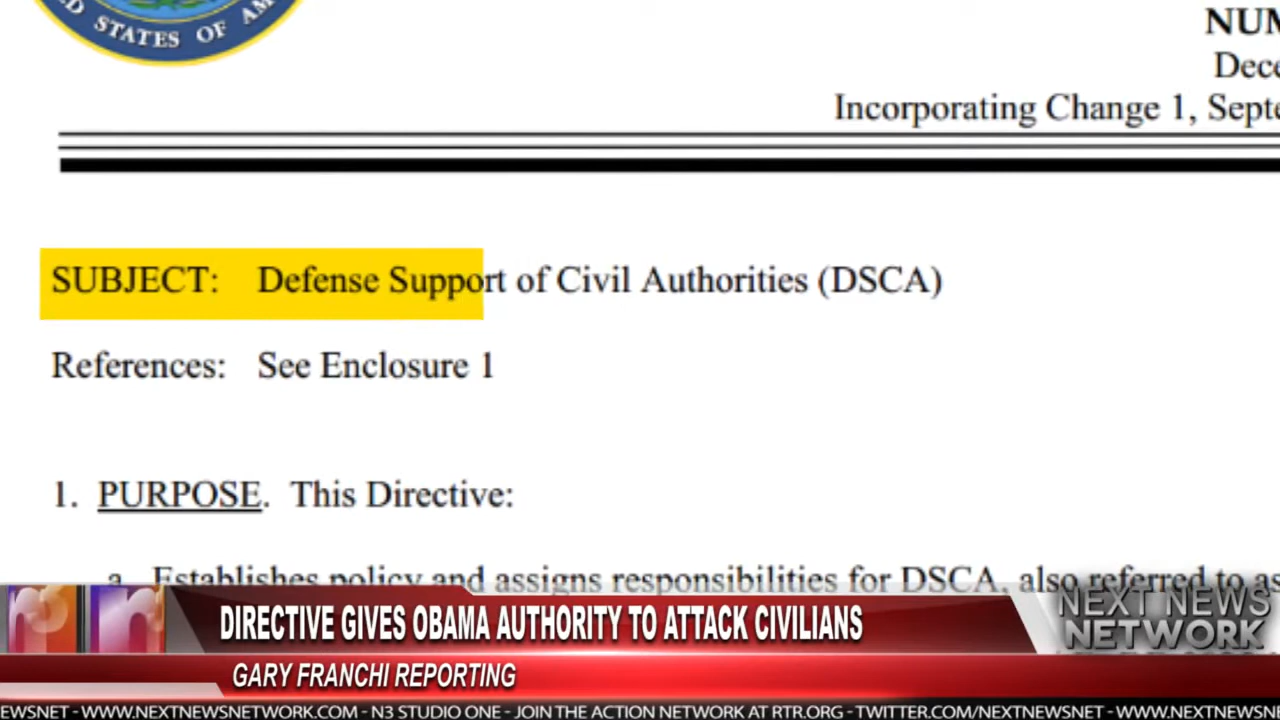 D STATES OF AM
NUM
Dece
Incorporating Change 1, Septe
SUBJECT: Defense Support of Civil Authorities (DSCA)
References: See Enclosure 1
1. PURPOSE. This Directive:
a. Establishes policy and assigns responsibilities for DSCA, also referred to as
DIRECTIVE GIVES OBAMA AUTHORITY TO ATTACK CIVILIANS
NEXT NEWS
NETWORK
GARY FRANCHI REPORTING
EWSNET - WWW.NEXTNEWSNETWORK.COM - N3 STUDIO ONE - JOIN THE ACTION NETWORK AT RTR.ORG - TWITTER.COM/NEXTNEWSNET - WWW.NEXTNEWSN